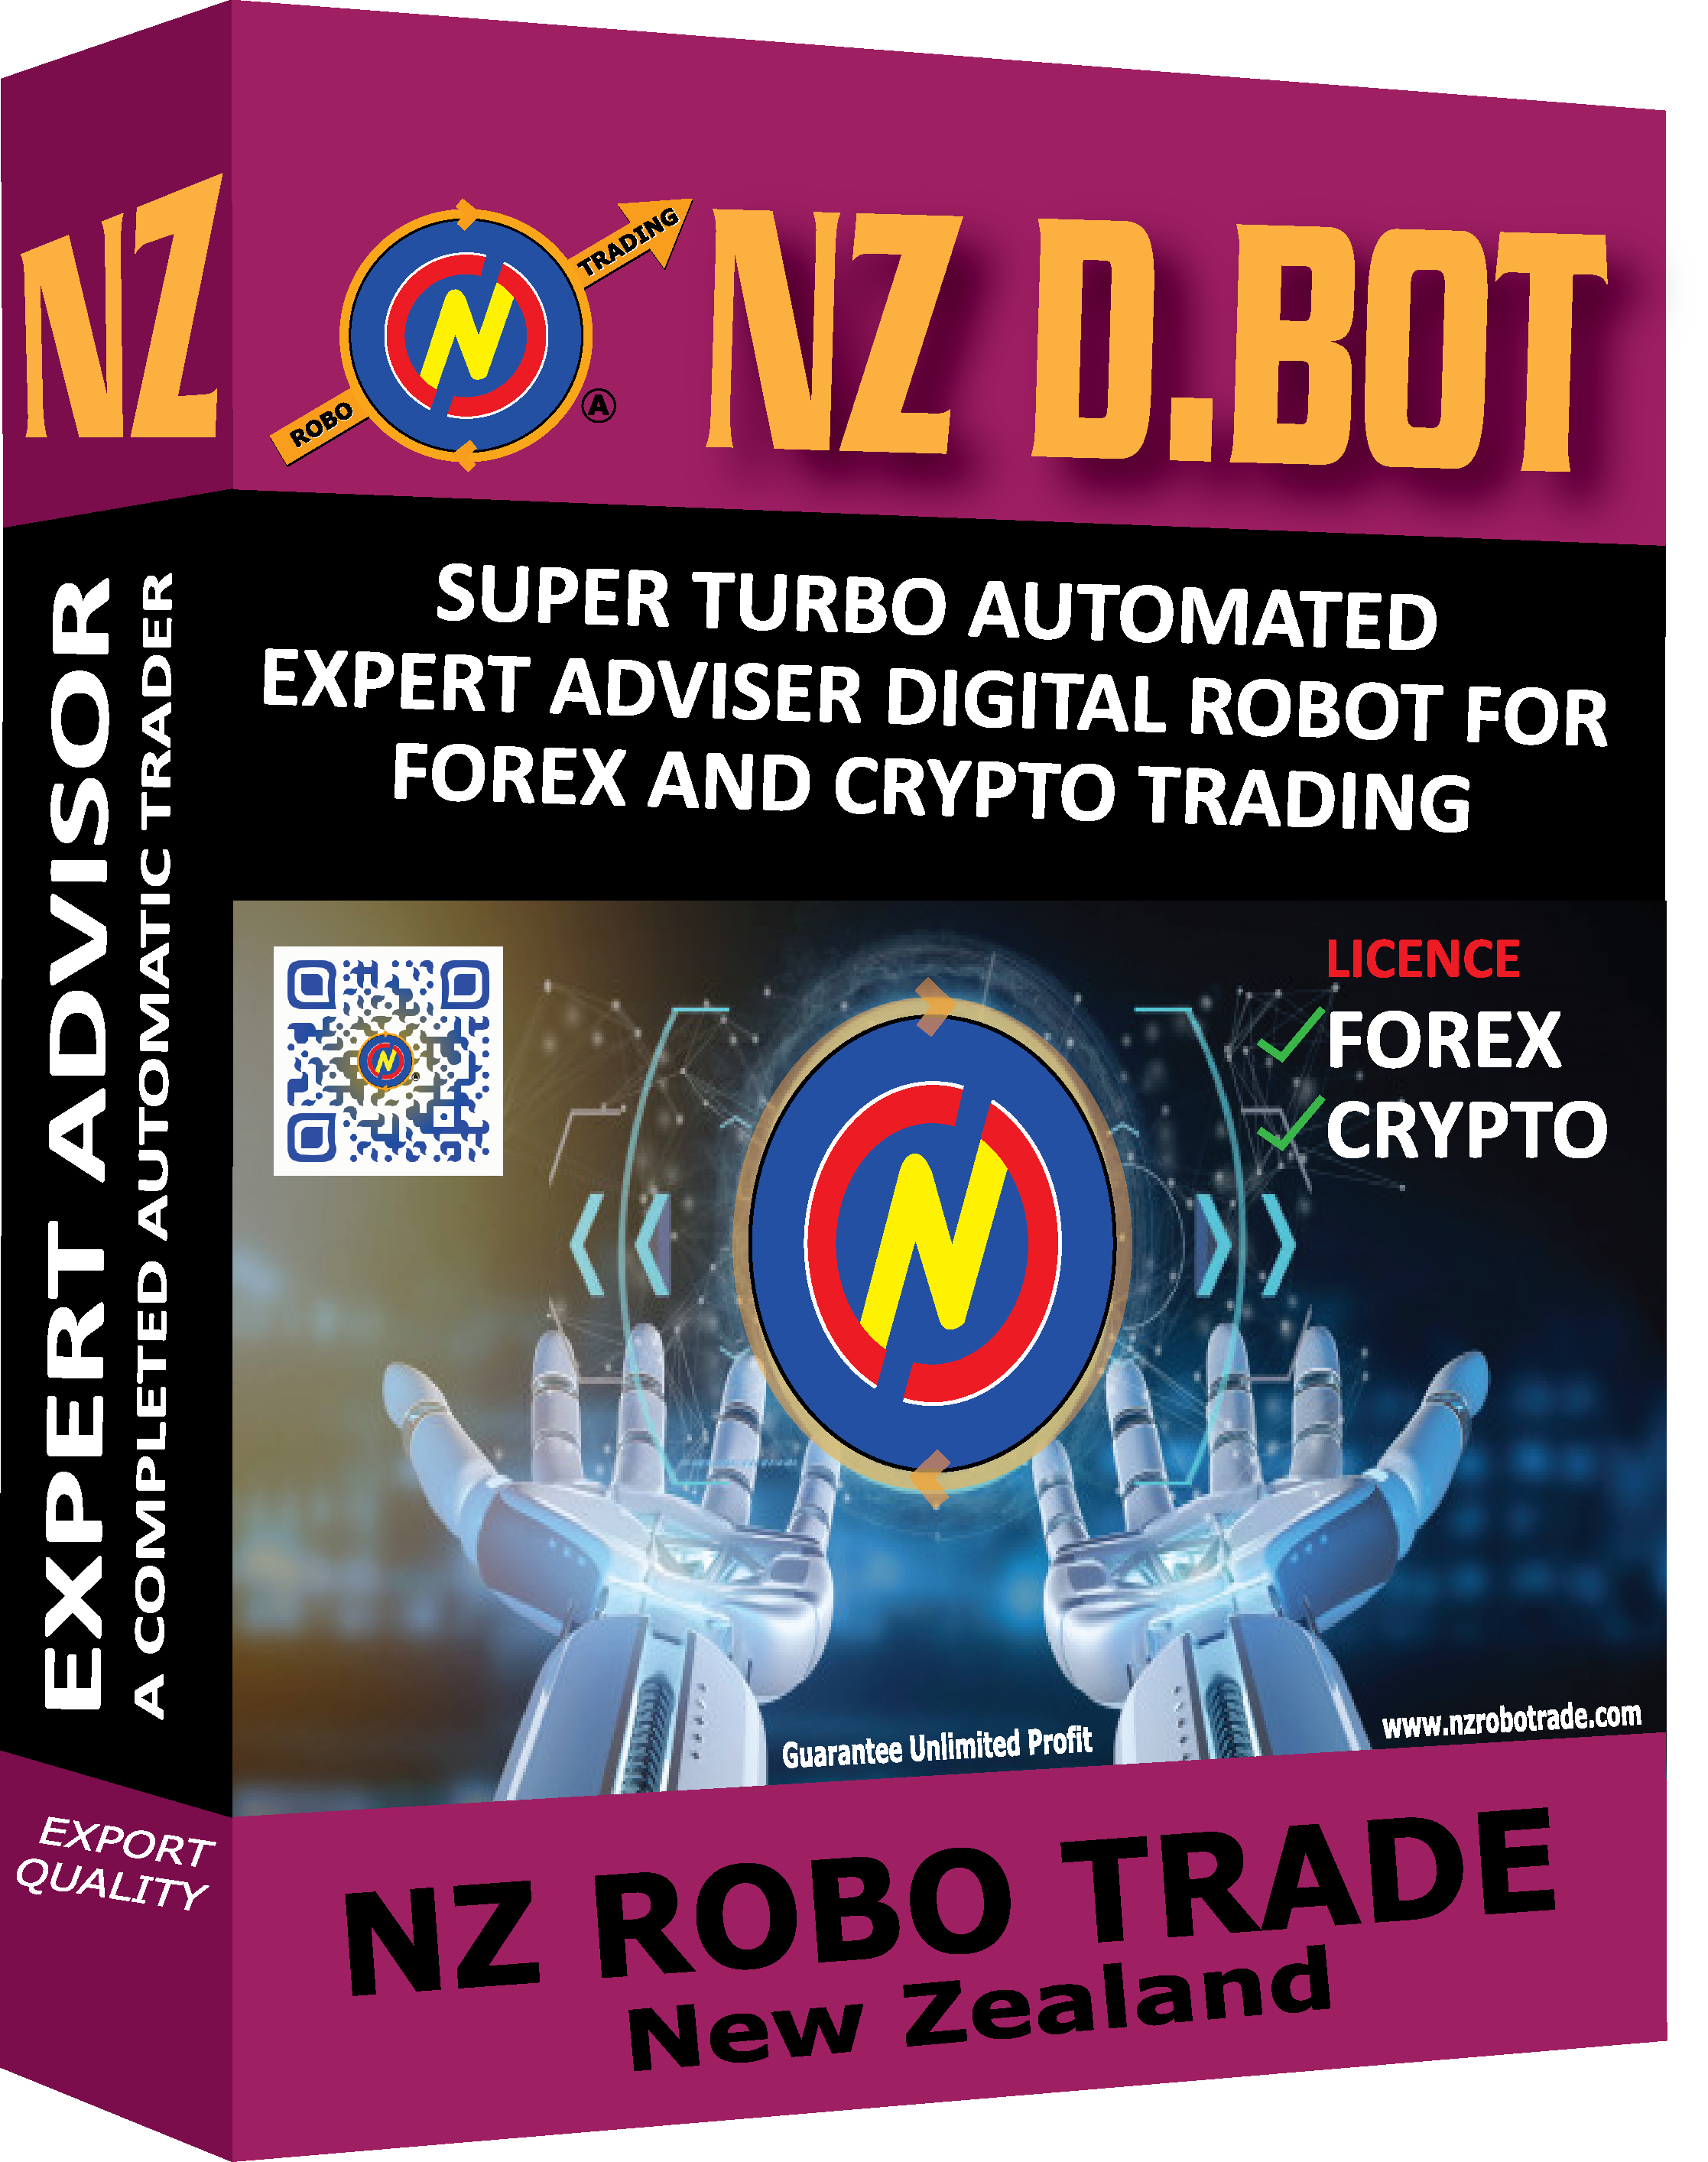 NZ
ROBO
TRADING
N
Ⓐ
NZ D.BOT
SUPER TURBO AUTOMATED
EXPERT ADVISER DIGITAL ROBOT FOR
FOREX AND CRYPTO TRADING
EXPERT ADVISOR
A COMPLETED AUTOMATIC TRADER
N
LICENCE
FOREX
CRYPTO
N
Guarantee Unlimited Profit
www.nzrobotrade.com
EXPORT
QUALITY
NZ ROBO TRADE
New Zealand